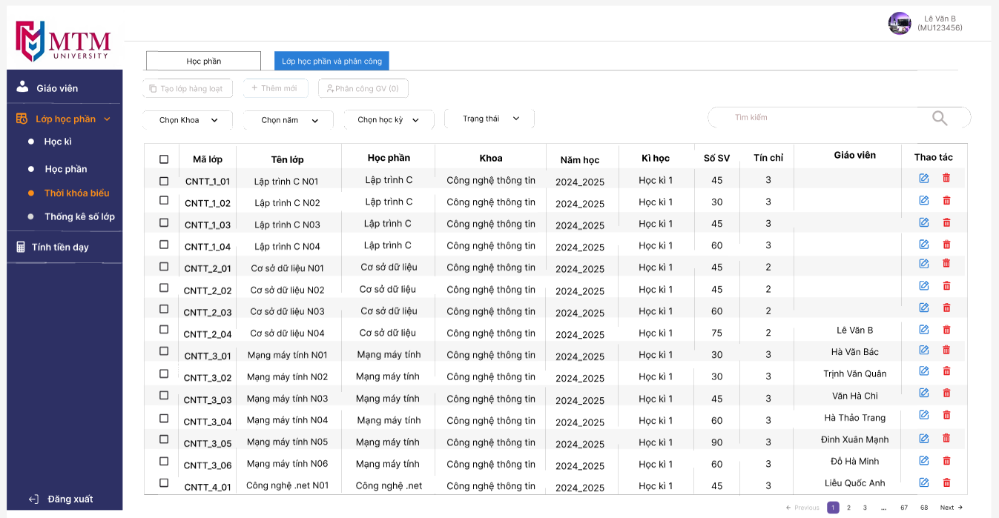 Lê Văn B
(MU123456)
MTM
UNIVERSITY
Giáo viên
Lớp học phần
Học kì
Học phần
Thời khóa biểu
Thống kê số lớp
Tính tiền dạy
Đăng xuất
Học phần Lớp học phần và phân công
Tạo lớp hàng loạt + Thêm mới Phân công GV (0)
Chọn Khoa Chọn năm Chọn học kỳ Trạng thái Tìm kiếm
Mã lớp Tên lớp Học phần Khoa Năm học Kì học Số SV Tín chỉ Giáo viên Thao tác
CNTT_1_01 Lập trình C N01 Lập trình C Công nghệ thông tin 2024_2025 Học kì 1 45 3
CNTT_1_02 Lập trình C N02 Lập trình C Công nghệ thông tin 2024_2025 Học kì 1 30 3
CNTT_1_03 Lập trình C N03 Lập trình C Công nghệ thông tin 2024_2025 Học kì 1 45 3
CNTT_1_04 Lập trình C N04 Lập trình C Công nghệ thông tin 2024_2025 Học kì 1 60 3
CNTT_2_01 Cơ sở dữ liệu N01 Cơ sở dữ liệu Công nghệ thông tin 2024_2025 Học kì 1 45 2
CNTT_2_02 Cơ sở dữ liệu N02 Cơ sở dữ liệu Công nghệ thông tin 2024_2025 Học kì 1 45 2
CNTT_2_03 Cơ sở dữ liệu N03 Cơ sở dữ liệu Công nghệ thông tin 2024_2025 Học kì 1 60 2
CNTT_2_04 Cơ sở dữ liệu N04 Cơ sở dữ liệu Công nghệ thông tin 2024_2025 Học kì 1 75 2 Lê Văn B
CNTT_3_01 Mạng máy tính N01 Mạng máy tính Công nghệ thông tin 2024_2025 Học kì 1 30 3 Hà Văn Bác
CNTT_3_02 Mạng máy tính N02 Mạng máy tính Công nghệ thông tin 2024_2025 Học kì 1 30 3 Trịnh Văn Quân
CNTT_3_03 Mạng máy tính N03 Mạng máy tính Công nghệ thông tin 2024_2025 Học kì 1 45 3 Văn Hà Chi
CNTT_3_04 Mạng máy tính N04 Mạng máy tính Công nghệ thông tin 2024_2025 Học kì 1 60 3 Hà Thảo Trang
CNTT_3_05 Mạng máy tính N05 Mạng máy tính Công nghệ thông tin 2024_2025 Học kì 1 90 3 Đinh Xuân Mạnh
CNTT_3_06 Mạng máy tính N06 Mạng máy tính Công nghệ thông tin 2024_2025 Học kì 1 60 3 Đỗ Hà Minh
CNTT_4_01 Công nghệ .net N01 Công nghệ .net Công nghệ thông tin 2024_2025 Học kì 1 45 3 Liễu Quốc Anh
← Previous 1 2 3 ... 67 68 Next →